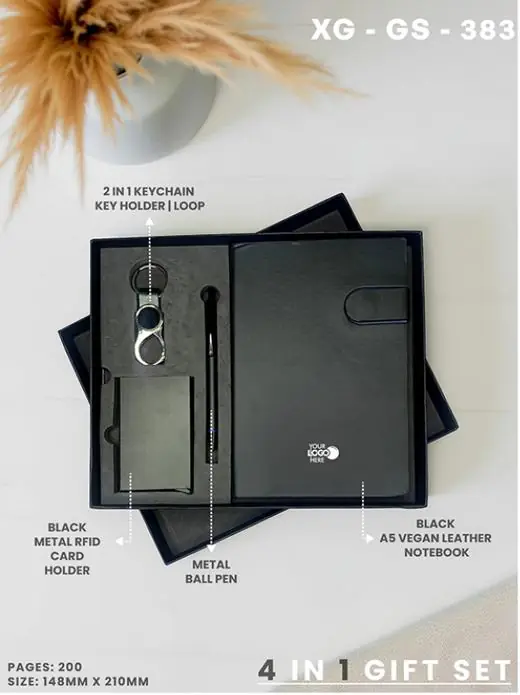 XG - GS - 383
2 IN 1 KEYCHAIN
KEY HOLDER | LOOP
YOUR
LOGO
HERE
BLACK
METAL RFID
CARD
HOLDER
METAL
BALL PEN
BLACK
A5 VEGAN LEATHER
NOTEBOOK
PAGES: 200
SIZE: 148MM X 210MM
4 IN 1 GIFT SET